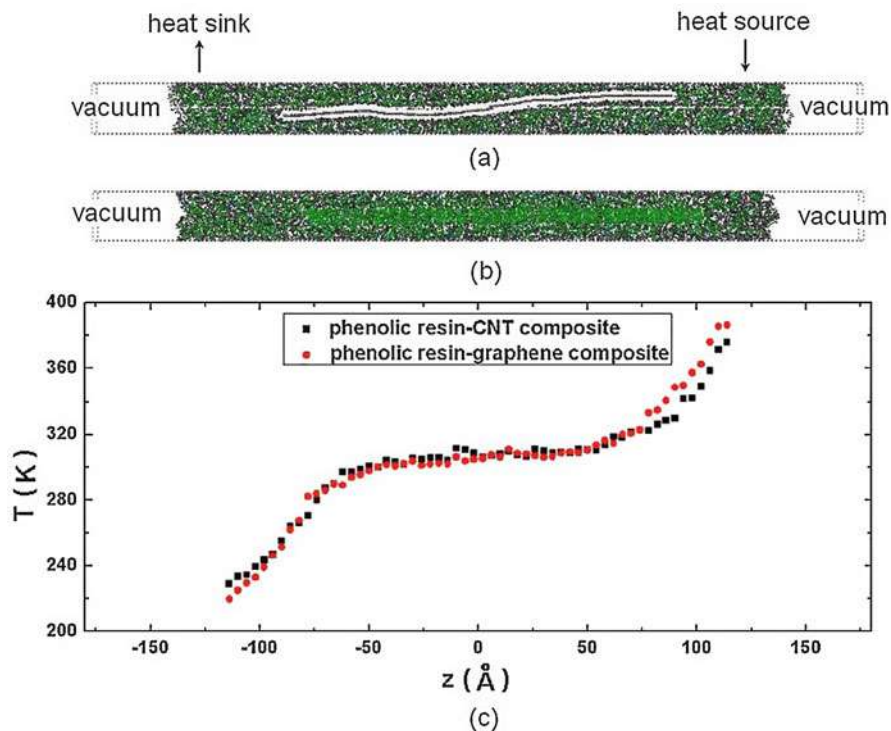 heat sink heat source
vacuum vacuum
(a)
vacuum vacuum
(b)
400
phenolic resin-CNT composite
phenolic resin-graphene composite
360
320
280
240
200
T (K)
-150 -100 -50 0 50 100 150
z (Å)
(c)